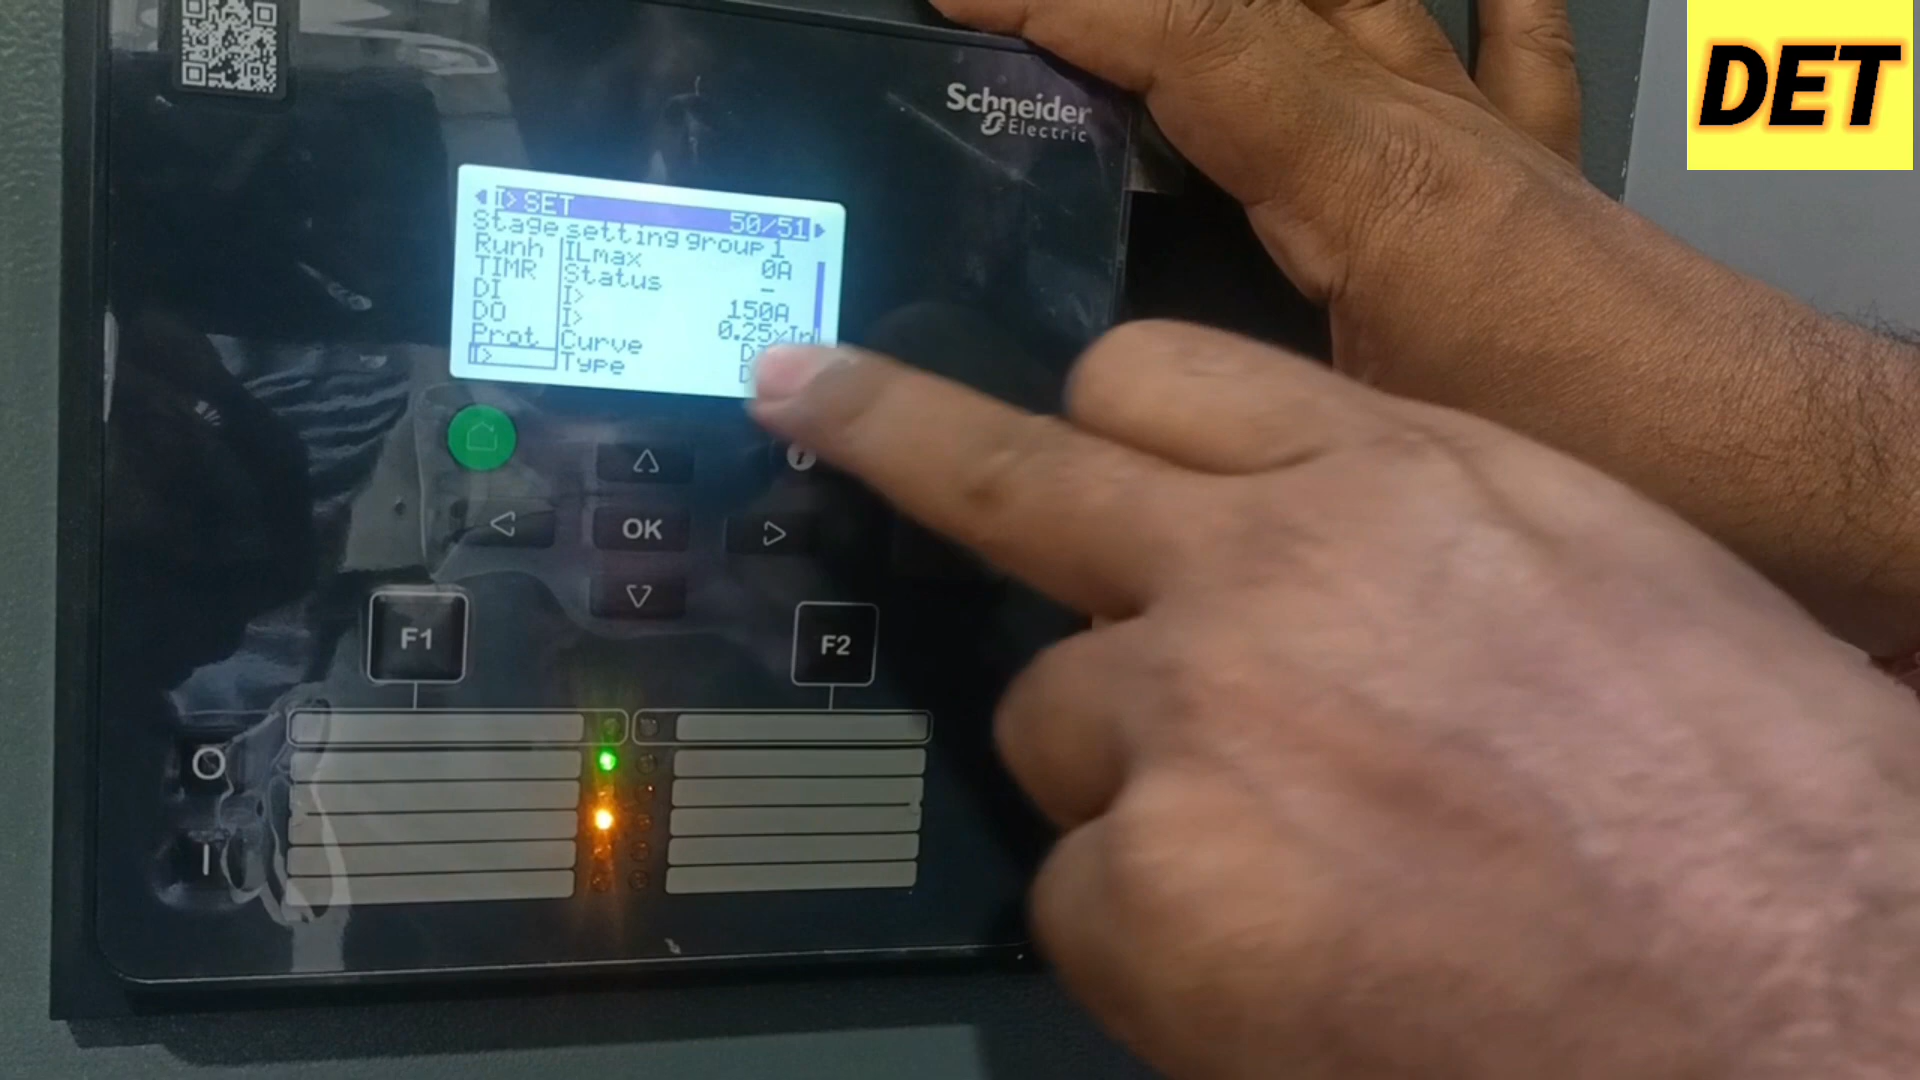 DET
Schneider
Electric
I> SET 50/51
Stage setting group 1
Runh ILmax 0A
TIMR Status -
DI I> 150A
DO I> 0.25xIn
Prot Curve
I> Type
OK
F1
F2